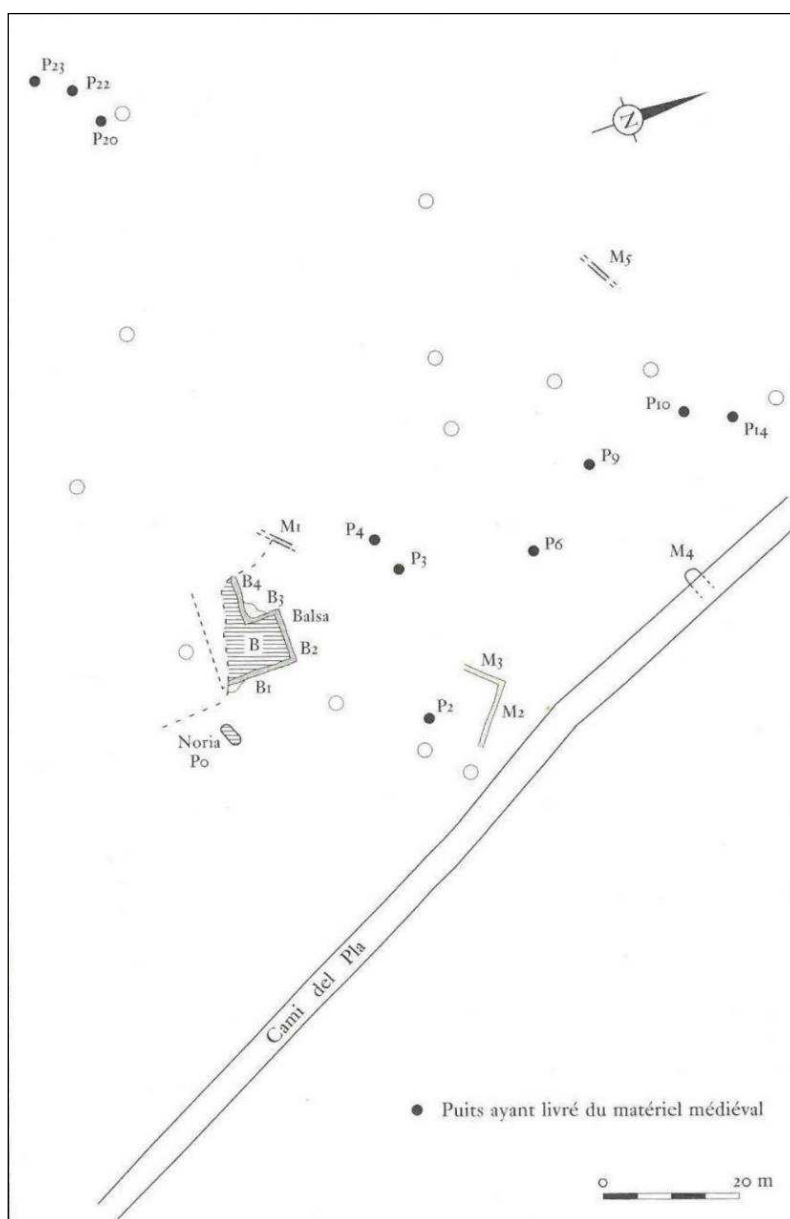 P23
P22
P20
N
M5
P10
P14
P9
M1
P4
P3
P6
M4
B4
B3
Balsa
B
B2
B1
M3
M2
P2
Noria
P0
Cami del Pla
Puits ayant livré du matériel médiéval
0 20 m